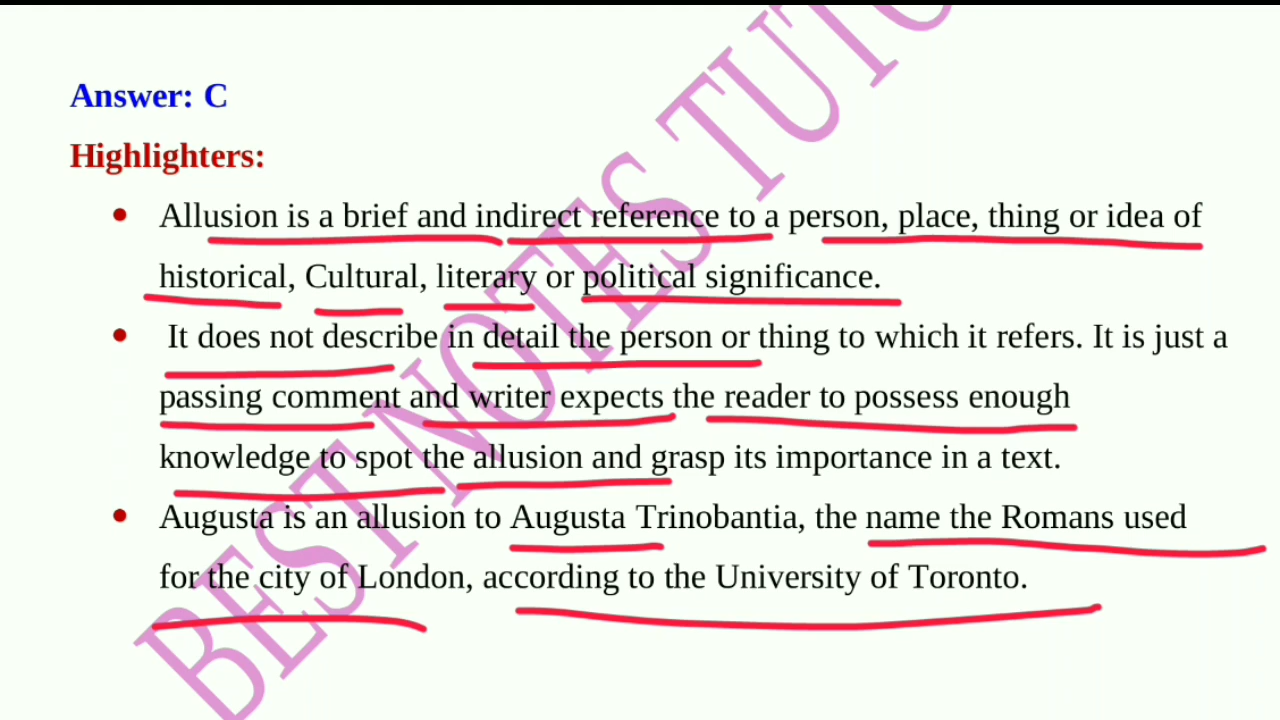 Answer: C
Highlighters:
Allusion is a brief and indirect reference to a person, place, thing or idea of
historical, Cultural, literary or political significance.
It does not describe in detail the person or thing to which it refers. It is just a
passing comment and writer expects the reader to possess enough
knowledge to spot the allusion and grasp its importance in a text.
Augusta is an allusion to Augusta Trinobantia, the name the Romans used
for the city of London, according to the University of Toronto.
BEST NOTES TUTO